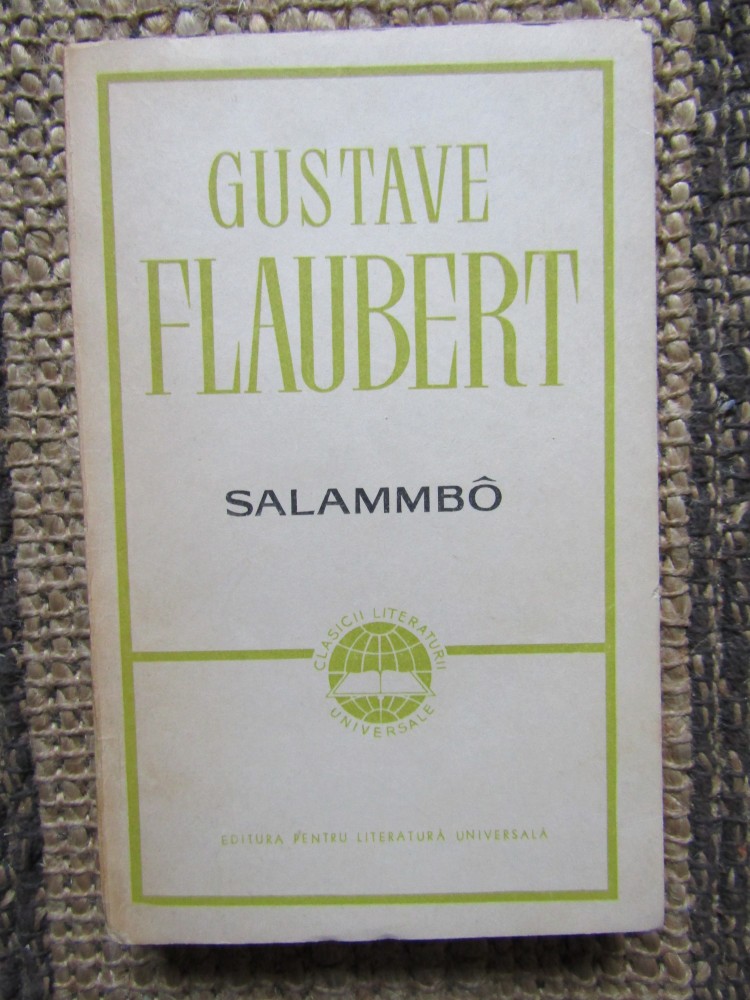 GUSTAVE
FLAUBERT
SALAMMBÔ
CLASICII LITERATURII
UNIVERSALE
EDITURA PENTRU LITERATURĂ UNIVERSALĂ